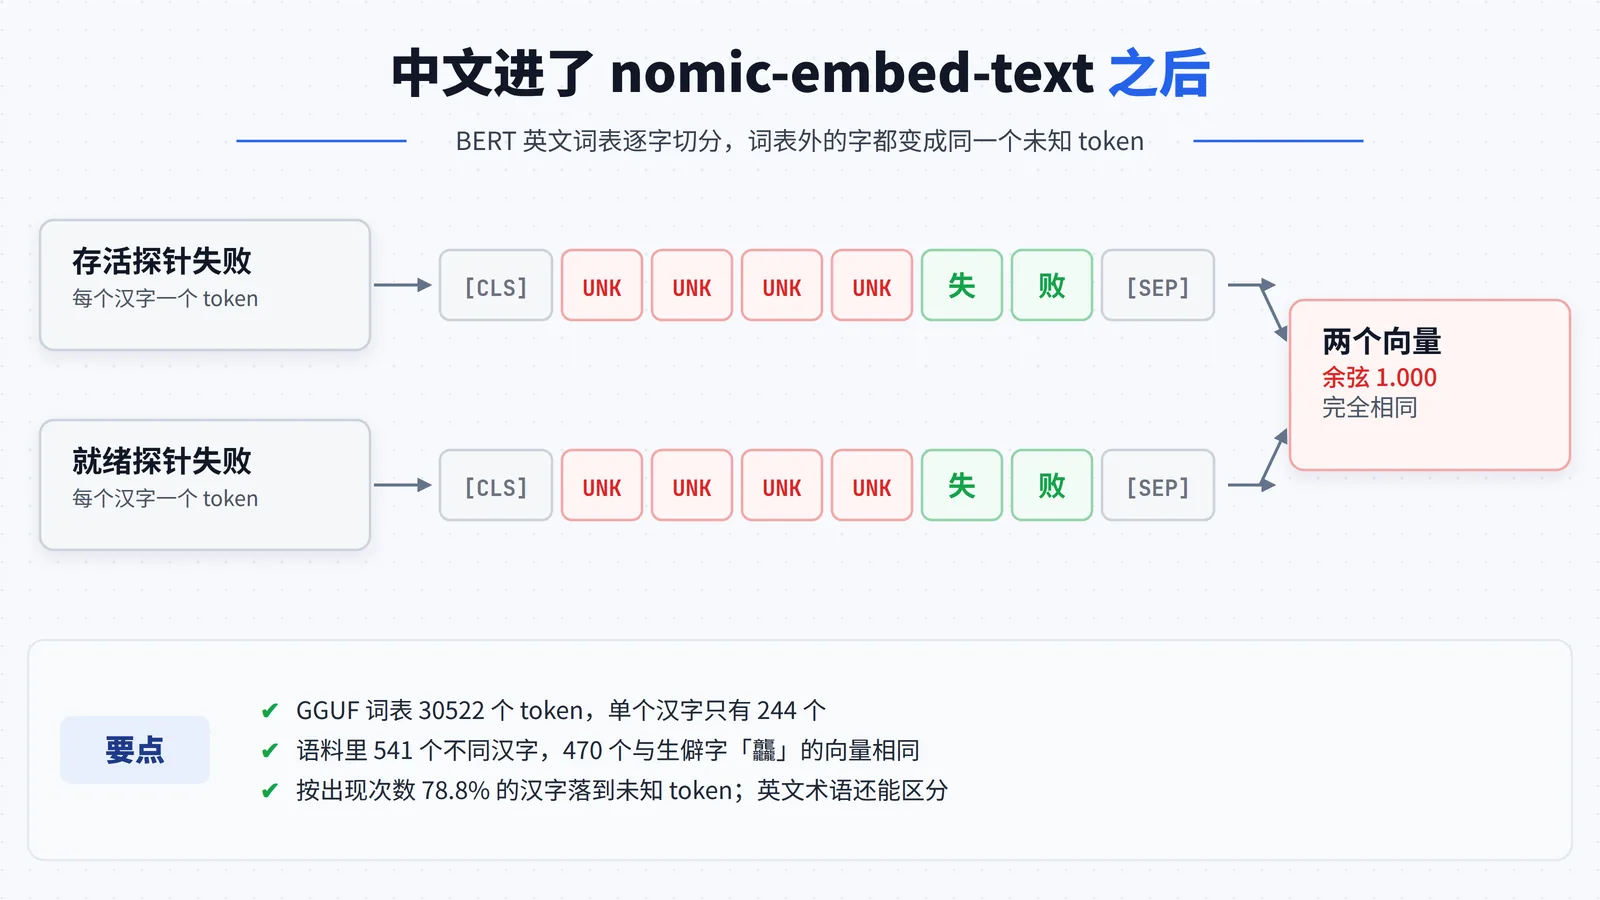 中文进了 nomic-embed-text 之后
BERT 英文词表逐字切分，词表外的字都变成同一个未知 token
存活探针失败
每个汉字一个 token
[CLS] UNK UNK UNK UNK 失 败 [SEP]
两个向量
余弦 1.000
完全相同
就绪探针失败
每个汉字一个 token
[CLS] UNK UNK UNK UNK 失 败 [SEP]
要点
✔ GGUF 词表 30522 个 token，单个汉字只有 244 个
✔ 语料里 541 个不同汉字，470 个与生僻字「龘」的向量相同
✔ 按出现次数 78.8% 的汉字落到未知 token；英文术语还能区分